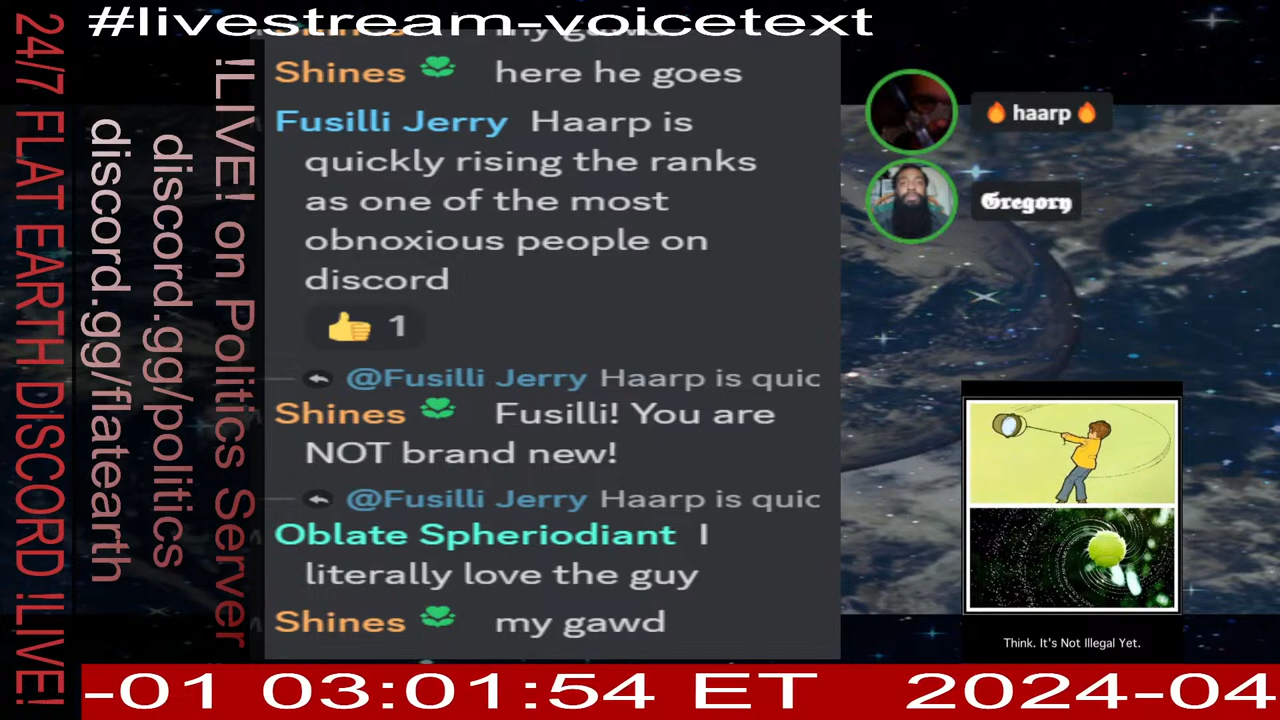 #livestream-voicetext
24/7 FLAT EARTH DISCORD !LIVE!
discord.gg/flatearth
discord.gg/politics
!LIVE! on Politics Server
my gawd
Shines here he goes
Fusilli Jerry Haarp is
quickly rising the ranks
as one of the most
obnoxious people on
discord
👍 1
@Fusilli Jerry Haarp is quic
Shines Fusilli! You are
NOT brand new!
@Fusilli Jerry Haarp is quic
Oblate Spheriodiant I
literally love the guy
Shines my gawd
🔥 haarp 🔥
Gregory
Think. It's Not Illegal Yet.
-01 03:01:54 ET 2024-04